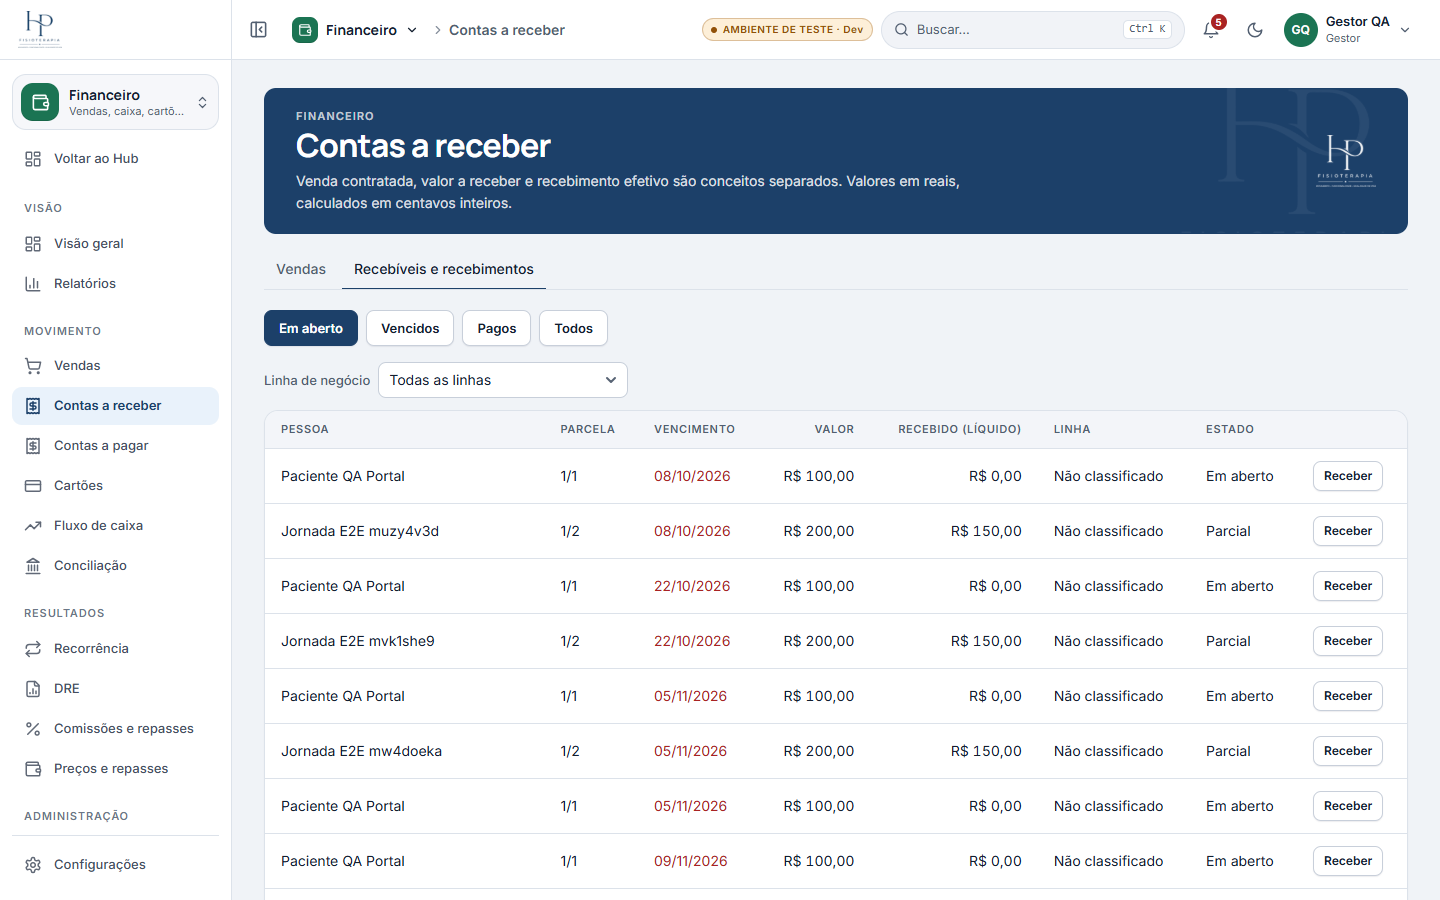 HP
FISIOTERAPIA
Financeiro
Contas a receber
AMBIENTE DE TESTE · Dev
Buscar...
Ctrl K
5
GQ
Gestor QA
Gestor
Financeiro
Vendas, caixa, cartõ...
Voltar ao Hub
VISÃO
Visão geral
Relatórios
MOVIMENTO
Vendas
Contas a receber
Contas a pagar
Cartões
Fluxo de caixa
Conciliação
RESULTADOS
Recorrência
DRE
Comissões e repasses
Preços e repasses
ADMINISTRAÇÃO
Configurações
FINANCEIRO
Contas a receber
Venda contratada, valor a receber e recebimento efetivo são conceitos separados. Valores em reais,
calculados em centavos inteiros.
HP
FISIOTERAPIA
Vendas
Recebíveis e recebimentos
Em aberto
Vencidos
Pagos
Todos
Linha de negócio
Todas as linhas
PESSOA PARCELA VENCIMENTO VALOR RECEBIDO (LÍQUIDO) LINHA ESTADO
Paciente QA Portal 1/1 08/10/2026 R$ 100,00 R$ 0,00 Não classificado Em aberto Receber
Jornada E2E muzy4v3d 1/2 08/10/2026 R$ 200,00 R$ 150,00 Não classificado Parcial Receber
Paciente QA Portal 1/1 22/10/2026 R$ 100,00 R$ 0,00 Não classificado Em aberto Receber
Jornada E2E mvk1she9 1/2 22/10/2026 R$ 200,00 R$ 150,00 Não classificado Parcial Receber
Paciente QA Portal 1/1 05/11/2026 R$ 100,00 R$ 0,00 Não classificado Em aberto Receber
Jornada E2E mw4doeka 1/2 05/11/2026 R$ 200,00 R$ 150,00 Não classificado Parcial Receber
Paciente QA Portal 1/1 05/11/2026 R$ 100,00 R$ 0,00 Não classificado Em aberto Receber
Paciente QA Portal 1/1 09/11/2026 R$ 100,00 R$ 0,00 Não classificado Em aberto Receber